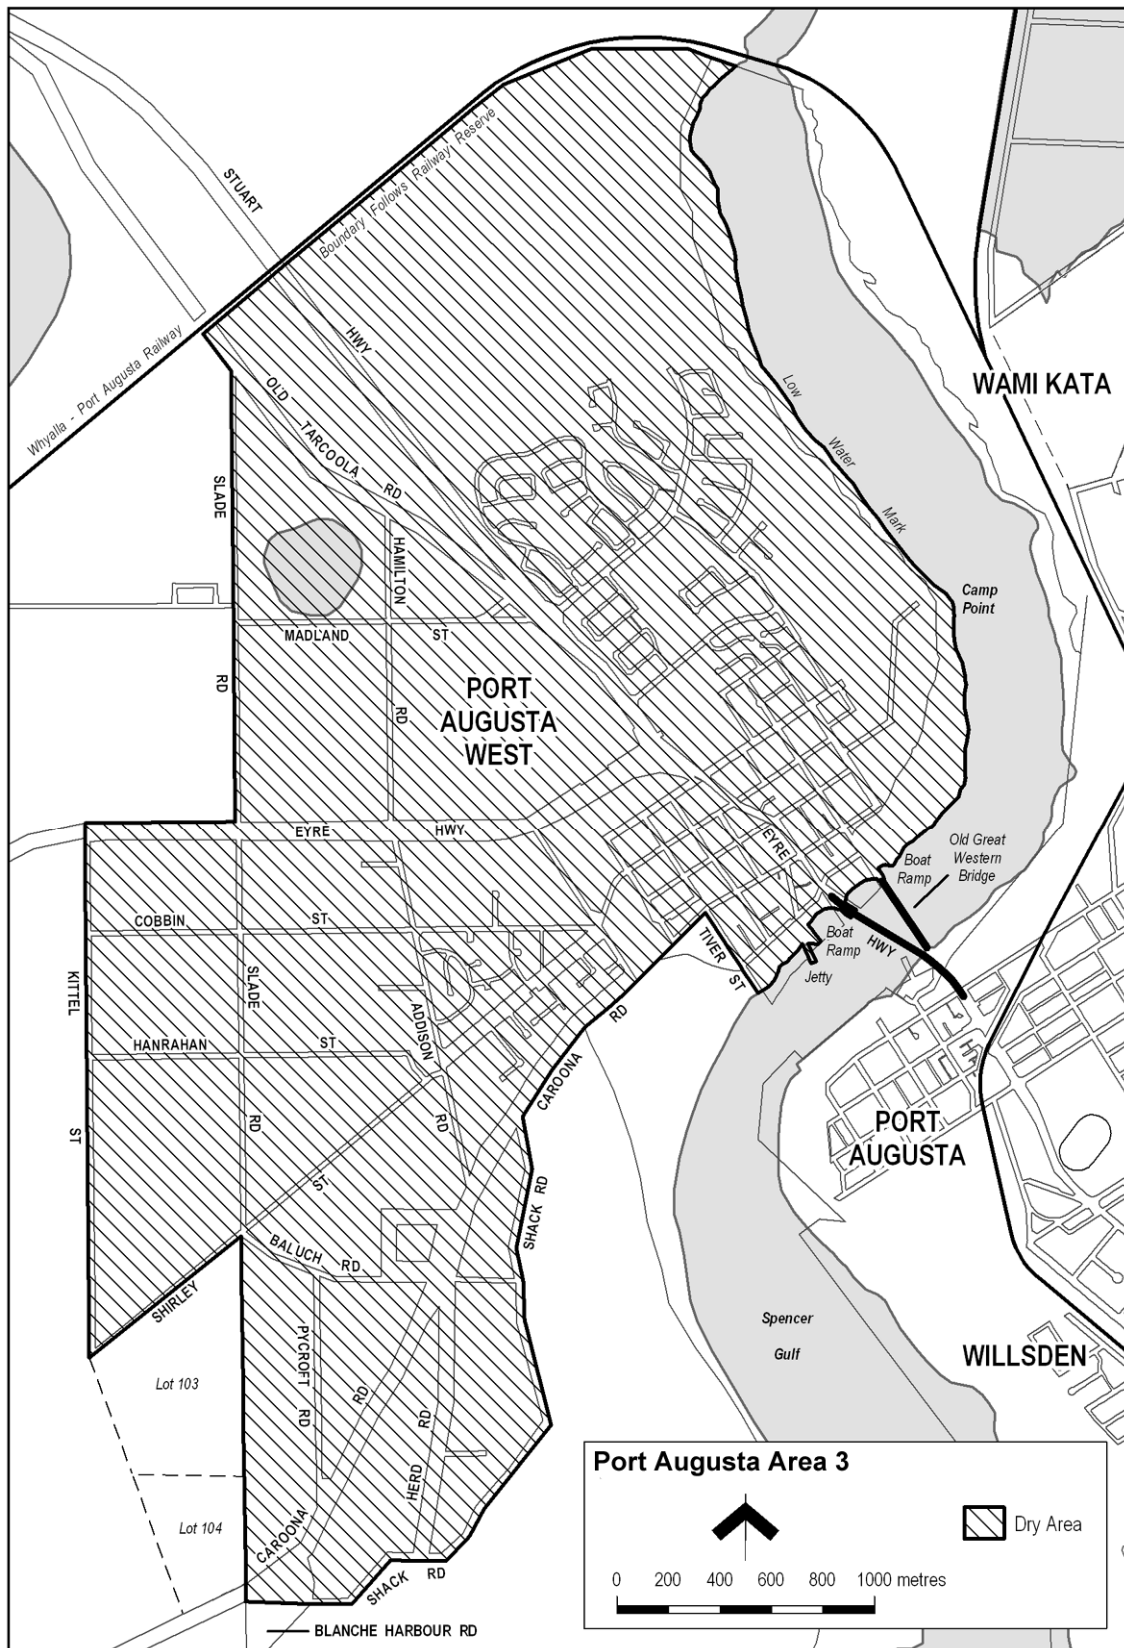 STUART
HWY
Boundary Follows Railway Reserve
Whyalla - Port Augusta Railway
OLD
TARCOOLA
RD
SLADE
RD
HAMILTON
RD
MADLAND
ST
Low
Water
Mark
WAMI KATA
Camp
Point
PORT
AUGUSTA
WEST
EYRE
HWY
EYRE
HWY
Old Great
Western
Bridge
Boat
Ramp
Boat
Ramp
Jetty
COBBIN
ST
TIVER
ST
KITTEL
ST
SLADE
RD
ADDISON
RD
HANRAHAN
ST
CAROONA
RD
PORT
AUGUSTA
SHACK
RD
SHIRLEY
ST
BALUCH
RD
PYCROFT
RD
Spencer
Gulf
WILLSDEN
Lot 103
Lot 104
CAROONA
RD
HERD
RD
SHACK
RD
BLANCHE HARBOUR RD
Port Augusta Area 3
Dry Area
0 200 400 600 800 1000 metres